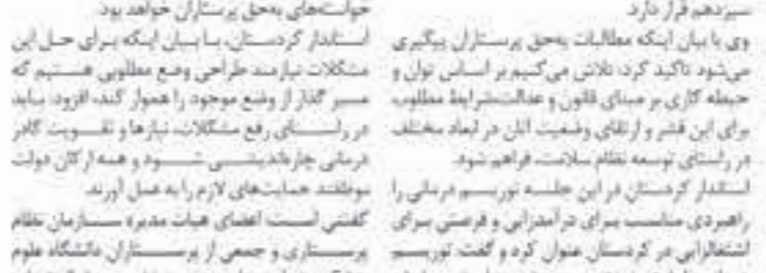 سیزدهم قرار دارد.
وی با بیان اینکه مطالبات به‌حق پرستاران پیگیری
می‌شود تاکید کرد: تلاش می‌کنیم بر اساس توان و
حیطه کاری بر مبنای قانون و عدالت،شرایط مطلوب
برای این قشر و ارتقای وضعیت آنان در ابعاد مختلف
در راستای توسعه نظام سلامت، فراهم شود.
استاندار کردستان در این جلسه توریسم درمانی را
راهبردی مناسب برای درآمدزایی و فرصتی برای
اشتغالزایی در کردستان عنوان کرد و گفت: توریسم
خواسته‌های به‌حق پرستاران خواهد بود.
استاندار کردستان، با بیان اینکه برای حل این
مشکلات نیازمند طراحی وضع مطلوبی هستیم که
مسیر گذار از وضع موجود را هموار کند، افزود: باید
در راستای رفع مشکلات، نیازها و تقویت کادر
درمانی چاره‌اندیشی شود و همه ارکان دولت
موظفند حمایت‌های لازم را به عمل آورند.
گفتنی است، اعضای هیات مدیره سازمان نظام
پرستاری و جمعی از پرستاران دانشگاه علوم